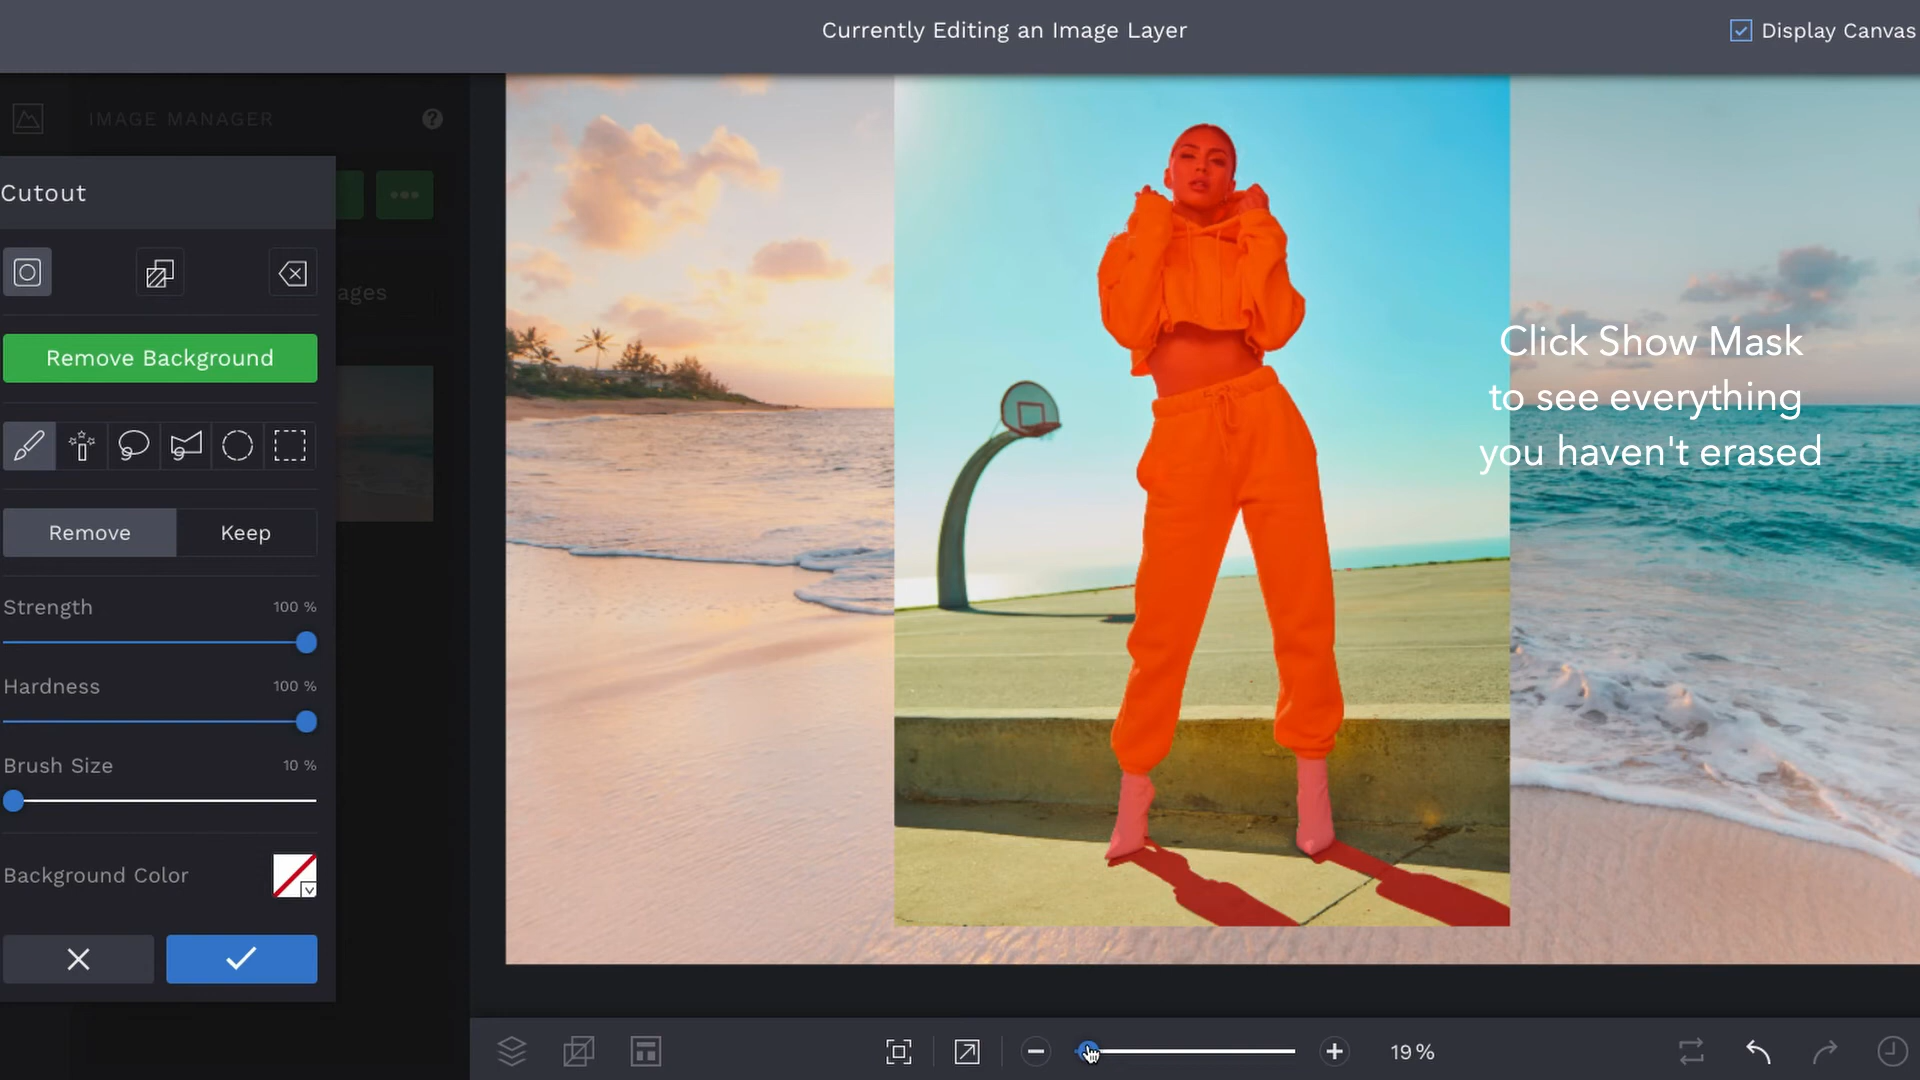 Currently Editing an Image Layer
Display Canvas
IMAGE MANAGER
?
Cutout
ages
Remove Background
Remove
Keep
Strength
100 %
Hardness
100 %
Brush Size
10 %
Background Color
Click Show Mask
to see everything
you haven't erased
19 %